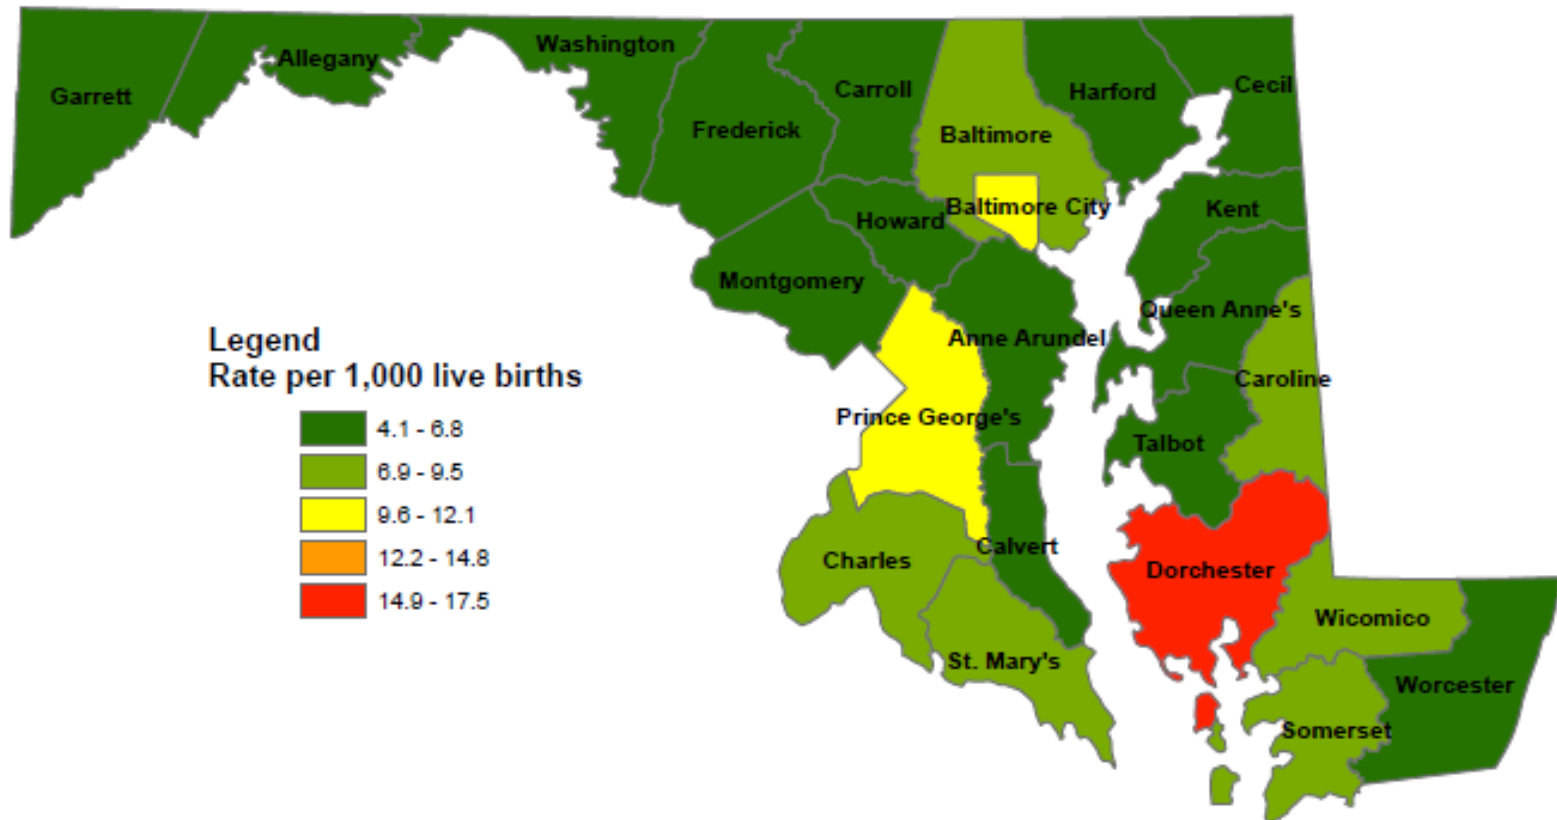 Washington
Allegany
Garrett
Carroll
Harford
Cecil
Frederick
Baltimore
Baltimore City
Kent
Howard
Montgomery
Queen Anne's
Anne Arundel
Caroline
Prince George's
Talbot
Calvert
Charles
Dorchester
Wicomico
St. Mary's
Worcester
Somerset
Legend
Rate per 1,000 live births
4.1 - 6.8
6.9 - 9.5
9.6 - 12.1
12.2 - 14.8
14.9 - 17.5